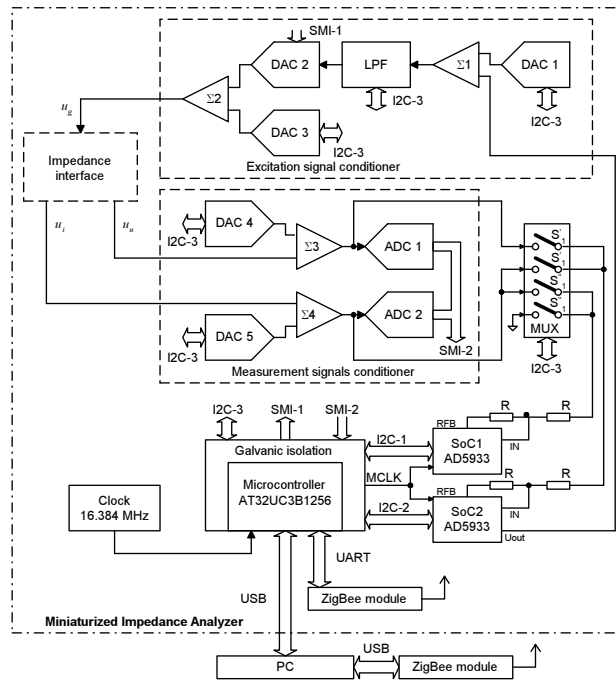 SMI-1
DAC 2
LPF
Σ1
DAC 1
Σ2
I2C-3
I2C-3
DAC 3
I2C-3
u_g
Excitation signal conditioner
Impedance
interface
u_i
u_u
DAC 4
I2C-3
Σ3
ADC 1
Σ4
ADC 2
DAC 5
I2C-3
SMI-2
Measurement signals conditioner
S'1
S'1
S'1
S'1
MUX
I2C-3
I2C-3
SMI-1
SMI-2
Galvanic isolation
Microcontroller
AT32UC3B1256
Clock
16.384 MHz
I2C-1
MCLK
I2C-2
R
R
RFB
SoC1
AD5933
IN
R
R
RFB
SoC2
AD5933
IN
Uout
UART
USB
ZigBee module
Miniaturized Impedance Analyzer
PC
USB
ZigBee module